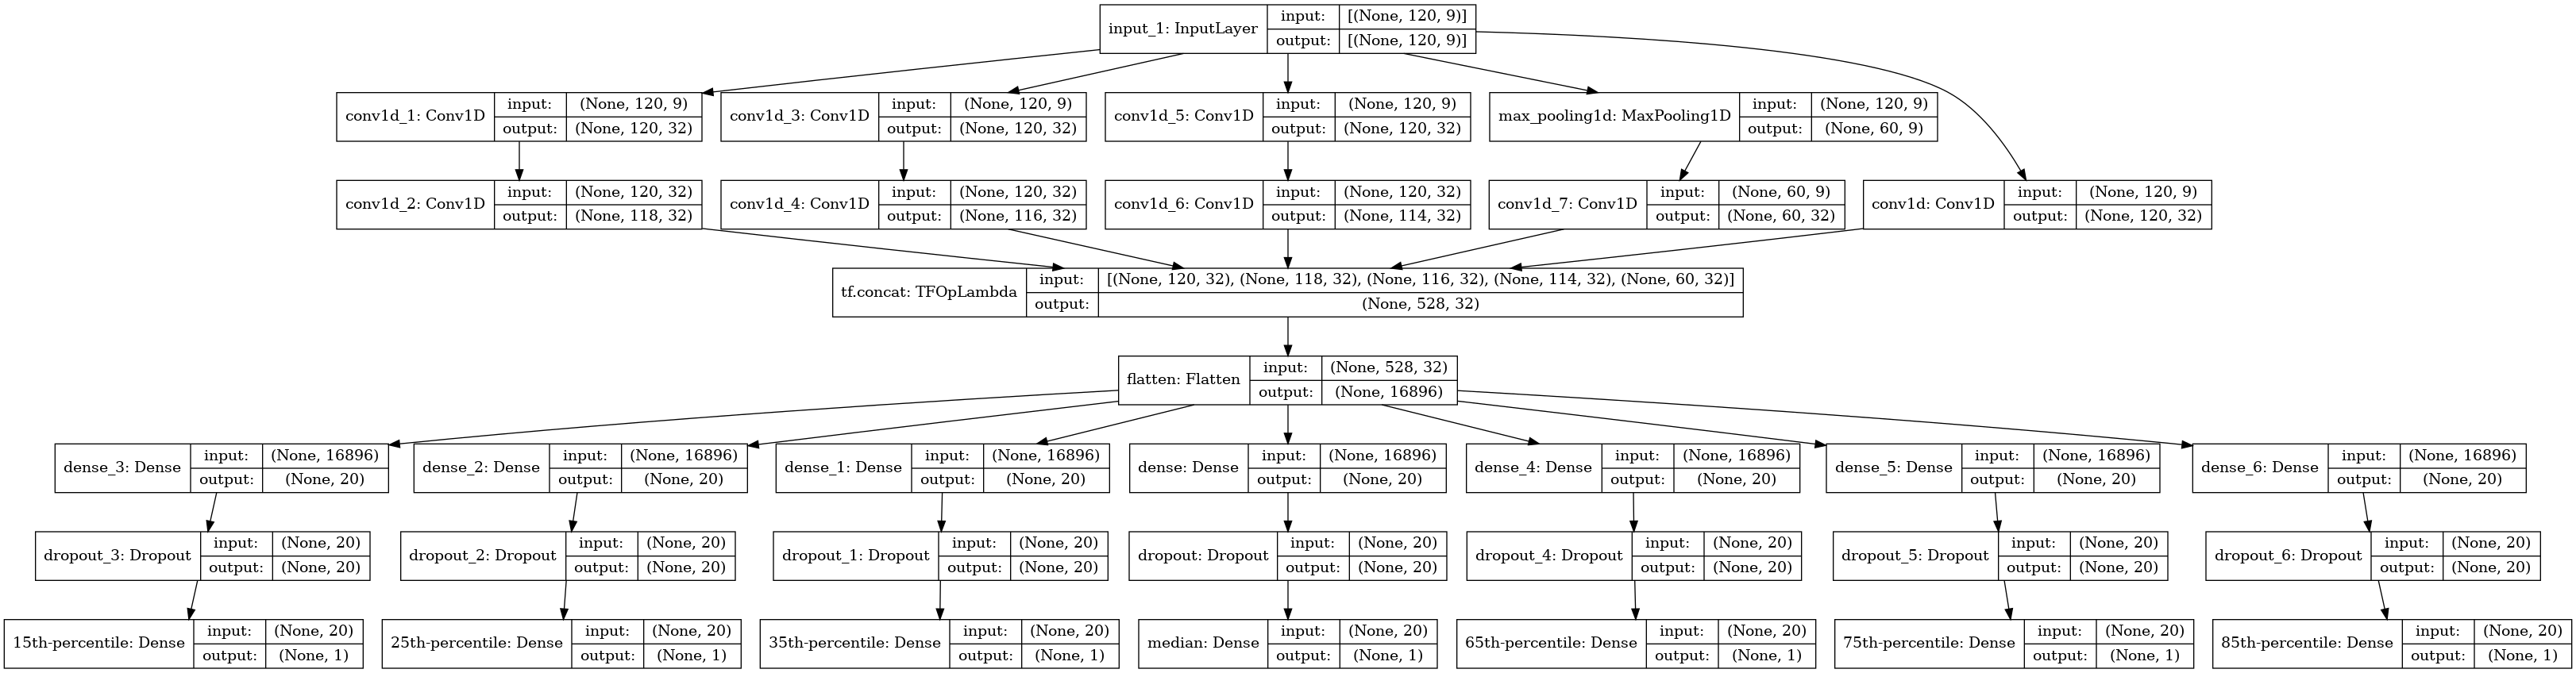 input_1: InputLayer input: [(None, 120, 9)]
output: [(None, 120, 9)]
conv1d_1: Conv1D input: (None, 120, 9)
output: (None, 120, 32)
conv1d_3: Conv1D input: (None, 120, 9)
output: (None, 120, 32)
conv1d_5: Conv1D input: (None, 120, 9)
output: (None, 120, 32)
max_pooling1d: MaxPooling1D input: (None, 120, 9)
output: (None, 60, 9)
conv1d_2: Conv1D input: (None, 120, 32)
output: (None, 118, 32)
conv1d_4: Conv1D input: (None, 120, 32)
output: (None, 116, 32)
conv1d_6: Conv1D input: (None, 120, 32)
output: (None, 114, 32)
conv1d_7: Conv1D input: (None, 60, 9)
output: (None, 60, 32)
conv1d: Conv1D input: (None, 120, 9)
output: (None, 120, 32)
tf.concat: TFOpLambda input: [(None, 120, 32), (None, 118, 32), (None, 116, 32), (None, 114, 32), (None, 60, 32)]
output: (None, 528, 32)
flatten: Flatten input: (None, 528, 32)
output: (None, 16896)
dense_3: Dense input: (None, 16896)
output: (None, 20)
dense_2: Dense input: (None, 16896)
output: (None, 20)
dense_1: Dense input: (None, 16896)
output: (None, 20)
dense: Dense input: (None, 16896)
output: (None, 20)
dense_4: Dense input: (None, 16896)
output: (None, 20)
dense_5: Dense input: (None, 16896)
output: (None, 20)
dense_6: Dense input: (None, 16896)
output: (None, 20)
dropout_3: Dropout input: (None, 20)
output: (None, 20)
dropout_2: Dropout input: (None, 20)
output: (None, 20)
dropout_1: Dropout input: (None, 20)
output: (None, 20)
dropout: Dropout input: (None, 20)
output: (None, 20)
dropout_4: Dropout input: (None, 20)
output: (None, 20)
dropout_5: Dropout input: (None, 20)
output: (None, 20)
dropout_6: Dropout input: (None, 20)
output: (None, 20)
15th-percentile: Dense input: (None, 20)
output: (None, 1)
25th-percentile: Dense input: (None, 20)
output: (None, 1)
35th-percentile: Dense input: (None, 20)
output: (None, 1)
median: Dense input: (None, 20)
output: (None, 1)
65th-percentile: Dense input: (None, 20)
output: (None, 1)
75th-percentile: Dense input: (None, 20)
output: (None, 1)
85th-percentile: Dense input: (None, 20)
output: (None, 1)